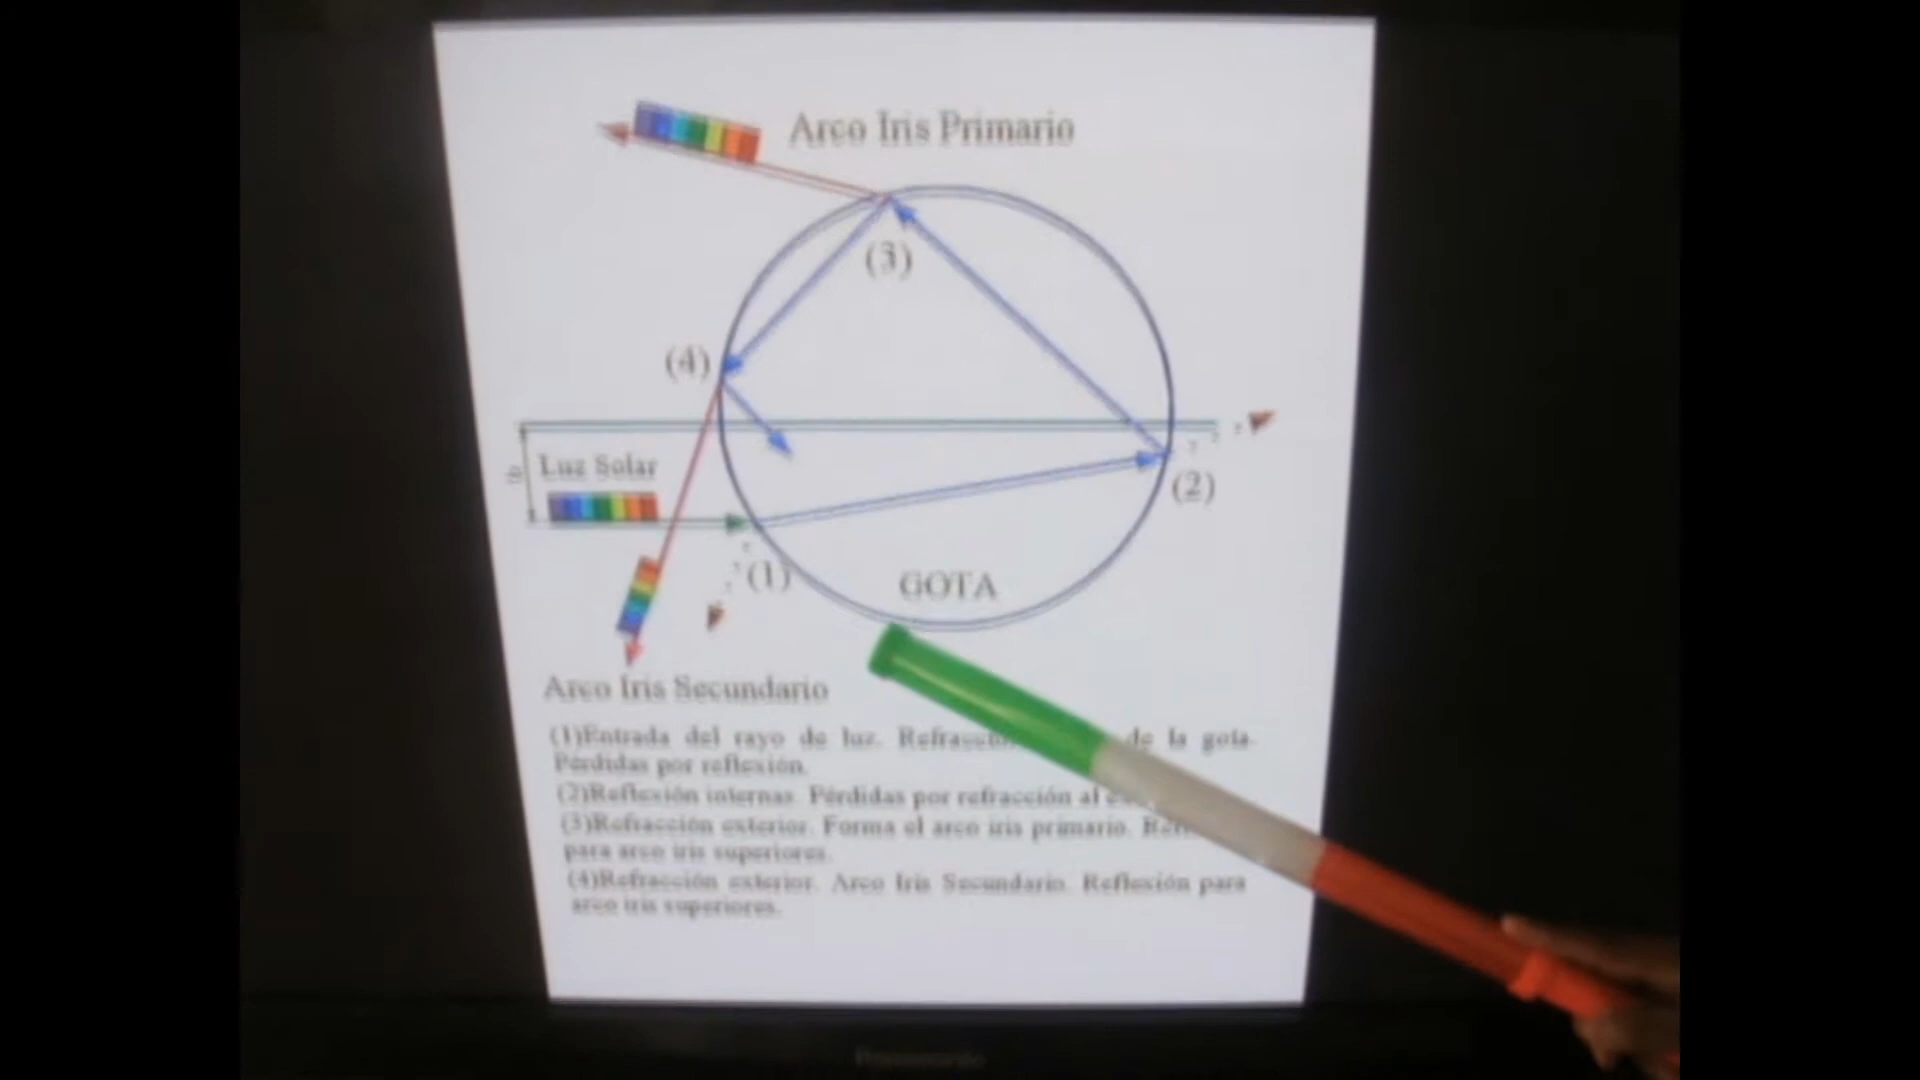 Arco Iris Primario
(3)
(4)
Luz Solar
(2)
(1)
GOTA
Arco Iris Secundario
(1)Entrada del rayo de luz. de la gota.
Pérdidas por reflexión.
(2)Reflexión internas. Pérdidas por refracción al
(3)Refracción exterior. Forma el arco iris primario.
para arco iris superiores.
(4)Refracción exterior. Arco Iris Secundario. Reflexión para
arco iris superiores.